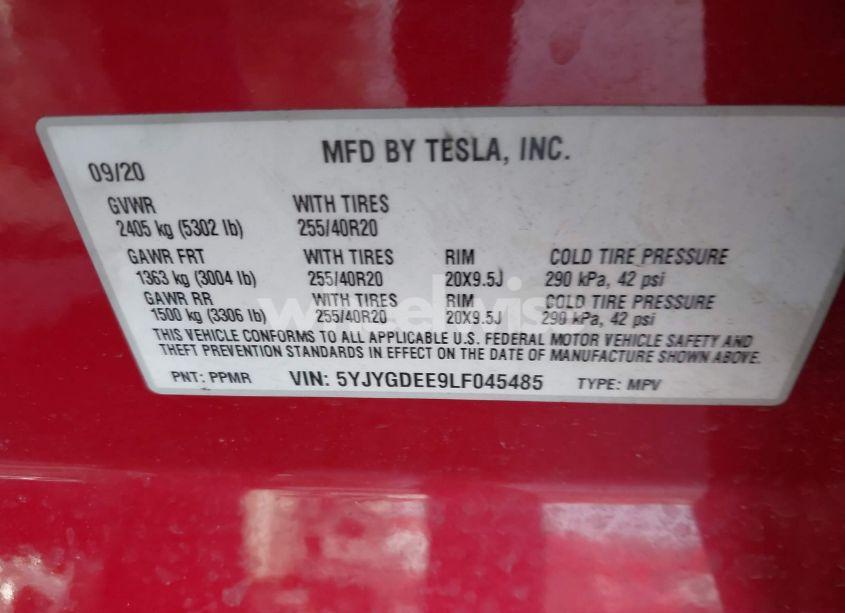 MFD BY TESLA, INC.
09/20
GVWR WITH TIRES
2405 kg (5302 lb) 255/40R20
GAWR FRT WITH TIRES RIM COLD TIRE PRESSURE
1363 kg (3004 lb) 255/40R20 20X9.5J 290 kPa, 42 psi
GAWR RR WITH TIRES RIM COLD TIRE PRESSURE
1500 kg (3306 lb) 255/40R20 20X9.5J 290 kPa, 42 psi
THIS VEHICLE CONFORMS TO ALL APPLICABLE U.S. FEDERAL MOTOR VEHICLE SAFETY AND
THEFT PREVENTION STANDARDS IN EFFECT ON THE DATE OF MANUFACTURE SHOWN ABOVE.
PNT: PPMR VIN: 5YJYGDEE9LF045485 TYPE: MPV